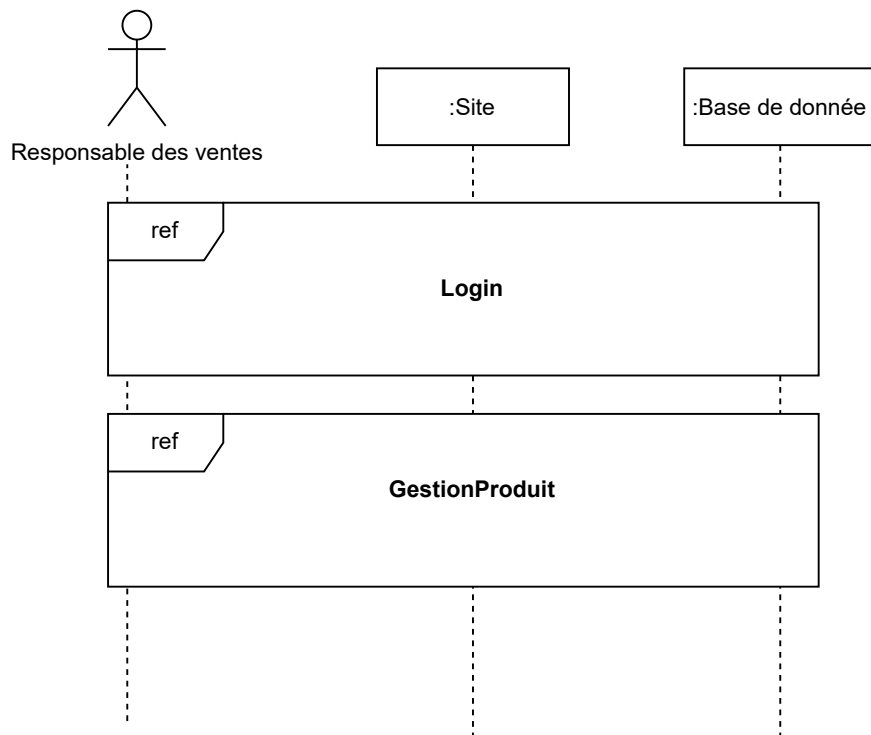 Responsable des ventes
:Site
:Base de donnée
ref
Login
ref
GestionProduit